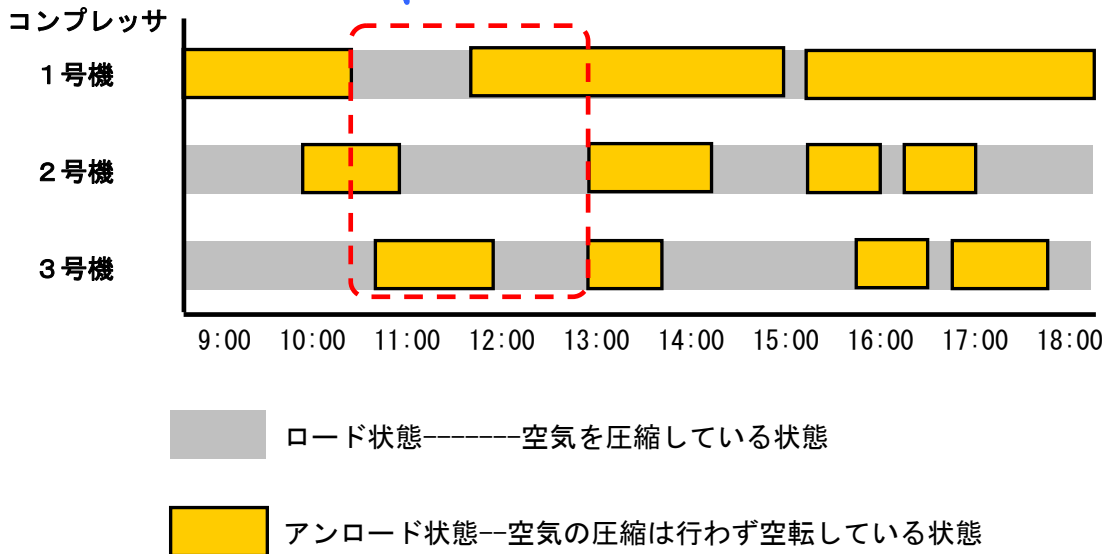 コンプレッサ
1号機
2号機
3号機
9:00 10:00 11:00 12:00 13:00 14:00 15:00 16:00 17:00 18:00
ロード状態-------空気を圧縮している状態
アンロード状態--空気の圧縮は行わず空転している状態